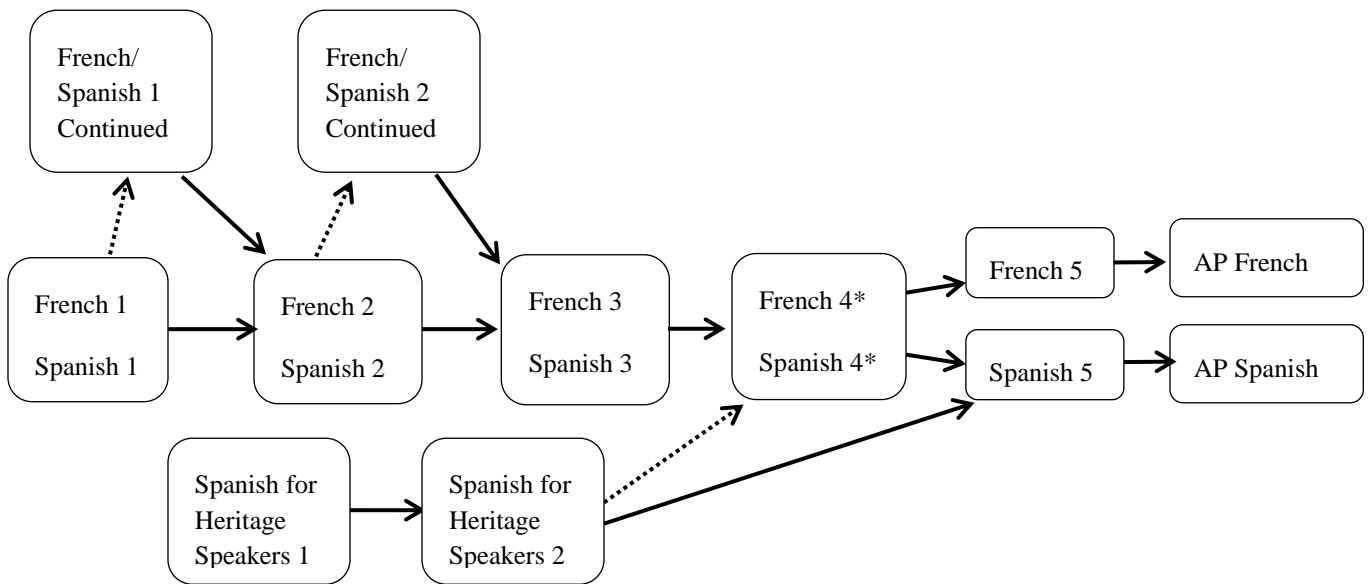 French/
Spanish 1
Continued
French/
Spanish 2
Continued
French 1
Spanish 1
French 2
Spanish 2
French 3
Spanish 3
French 4*
Spanish 4*
French 5
AP French
Spanish 5
AP Spanish
Spanish for
Heritage
Speakers 1
Spanish for
Heritage
Speakers 2